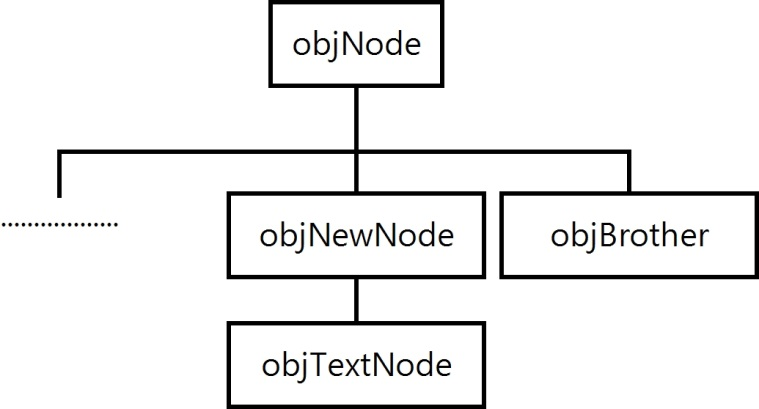 objNode
..................
objNewNode
objBrother
objTextNode